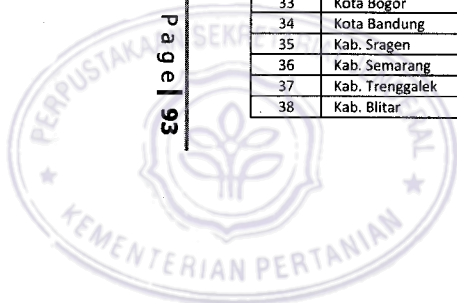 33 Kota Bogor
34 Kota Bandung
35 Kab. Sragen
36 Kab. Semarang
37 Kab. Trenggalek
38 Kab. Blitar
Page | 93
PERPUSTAKAAN SEKRETARIAT JENDERAL
KEMENTERIAN PERTANIAN